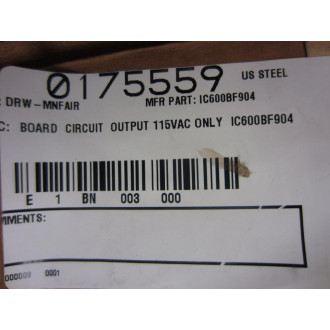 0175559 US STEEL
: DRW-MNFAIR MFR PART: IC600BF904
C: BOARD CIRCUIT OUTPUT 115VAC ONLY IC600BF904
E 1 BN 003 000
MMENTS:
000009 0001